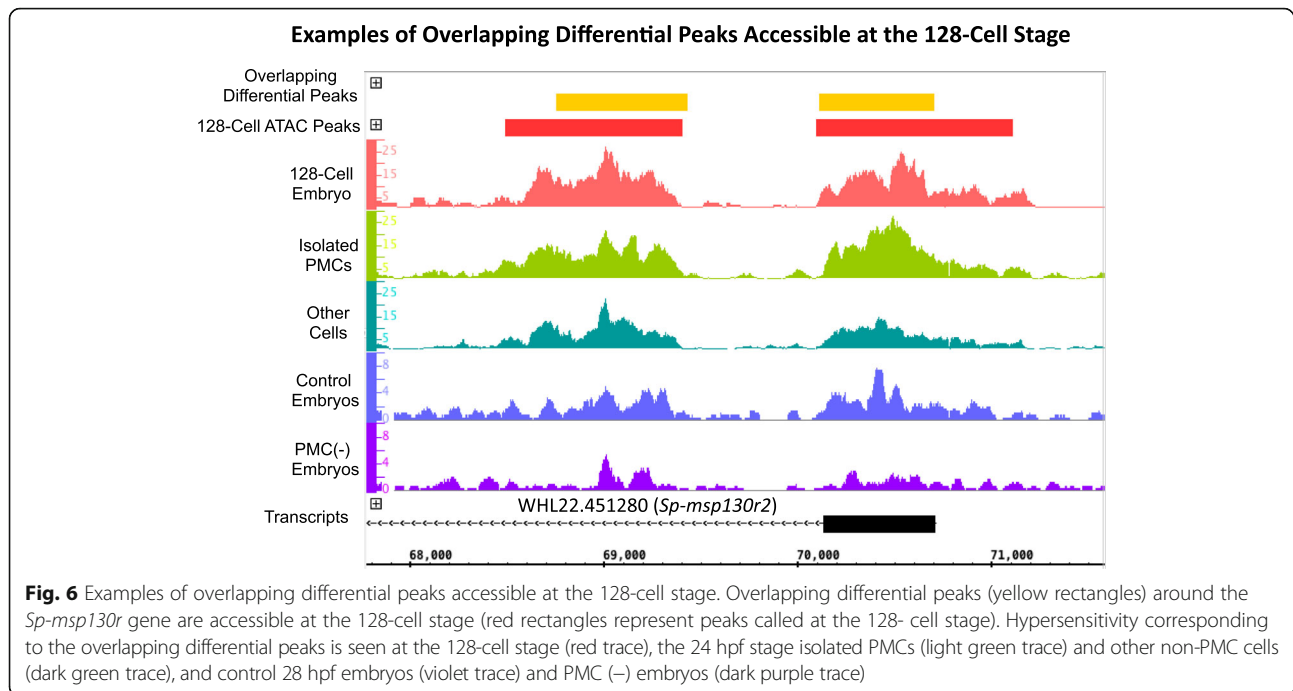 Examples of Overlapping Differential Peaks Accessible at the 128-Cell Stage
Overlapping
Differential Peaks
128-Cell ATAC Peaks
128-Cell
Embryo
25
15
5
Isolated
PMCs
25
15
5
Other
Cells
25
15
5
Control
Embryos
8
4
0
PMC(-)
Embryos
8
4
0
Transcripts
WHL22.451280 (Sp-msp130r2)
68,000 69,000 70,000 71,000
Fig. 6 Examples of overlapping differential peaks accessible at the 128-cell stage. Overlapping differential peaks (yellow rectangles) around the
Sp-msp130r gene are accessible at the 128-cell stage (red rectangles represent peaks called at the 128- cell stage). Hypersensitivity corresponding
to the overlapping differential peaks is seen at the 128-cell stage (red trace), the 24 hpf stage isolated PMCs (light green trace) and other non-PMC cells
(dark green trace), and control 28 hpf embryos (violet trace) and PMC (−) embryos (dark purple trace)